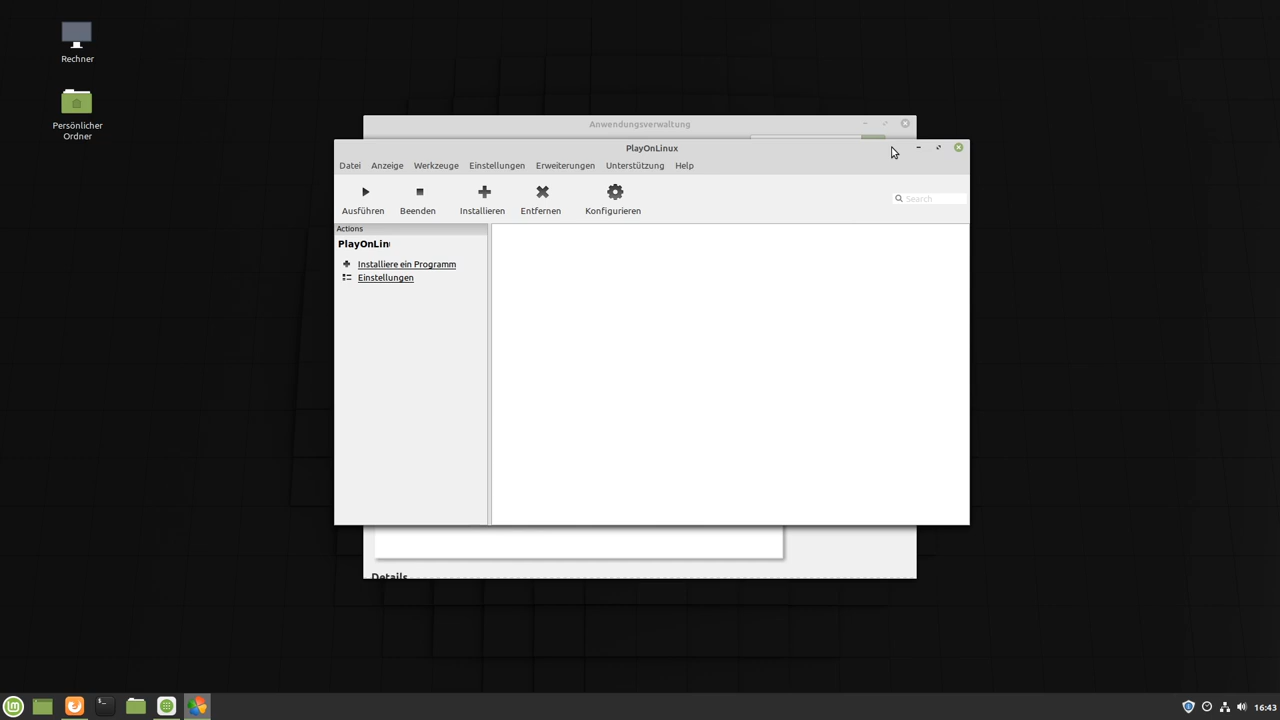 Rechner
Persönlicher
Ordner
Anwendungsverwaltung
PlayOnLinux
Datei Anzeige Werkzeuge Einstellungen Erweiterungen Unterstützung Help
Ausführen Beenden Installieren Entfernen Konfigurieren Search
Actions
PlayOnLin
Installiere ein Programm
Einstellungen
Details
16:43